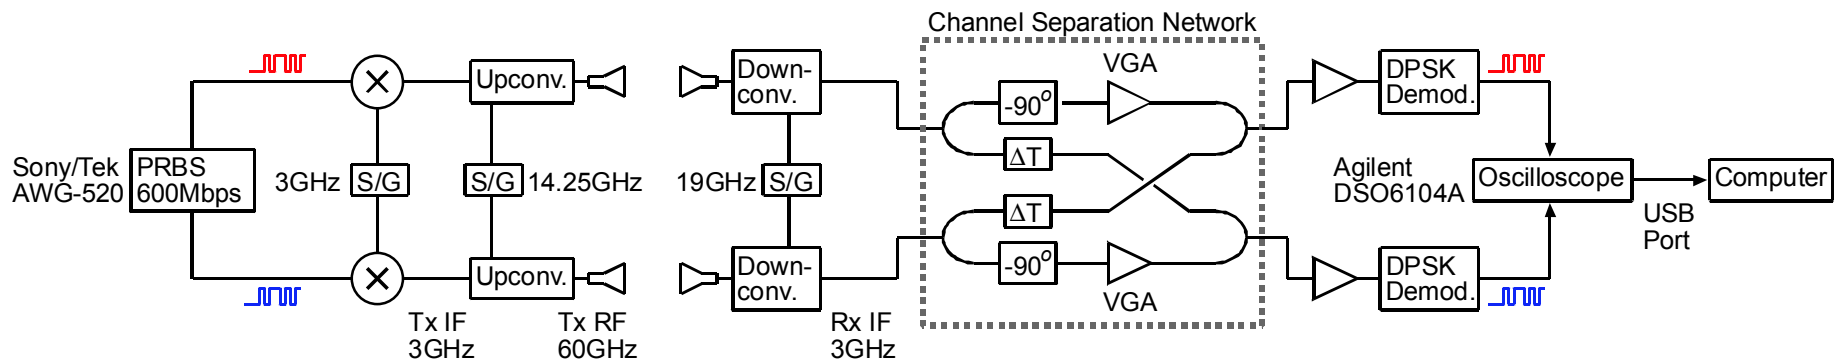 Channel Separation Network
Sony/Tek
AWG-520
PRBS
600Mbps
3GHz
S/G
Upconv.
S/G
14.25GHz
Upconv.
Tx IF
3GHz
Tx RF
60GHz
Down-
conv.
19GHz
S/G
Down-
conv.
Rx IF
3GHz
VGA
-90o
ΔT
ΔT
-90o
VGA
DPSK
Demod.
Agilent
DSO6104A
Oscilloscope
DPSK
Demod.
USB
Port
Computer